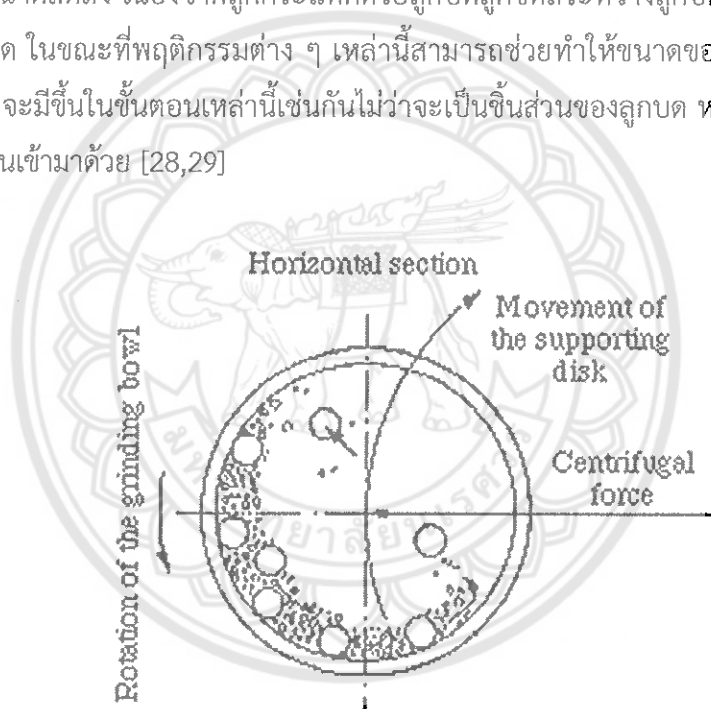 ด ในขณะที่พฤติกรรมต่าง ๆ เหล่านี้สามารถช่วยทำให้ขนาดขอ
จะมีขึ้นในขั้นตอนเหล่านี้เช่นกันไม่ว่าจะเป็นชิ้นส่วนของลูกบด ห
นเข้ามาด้วย [28,29]
Horizontal section
Movement of
the supporting
disk
Rotation of the grinding bowl
Centrifugal
force